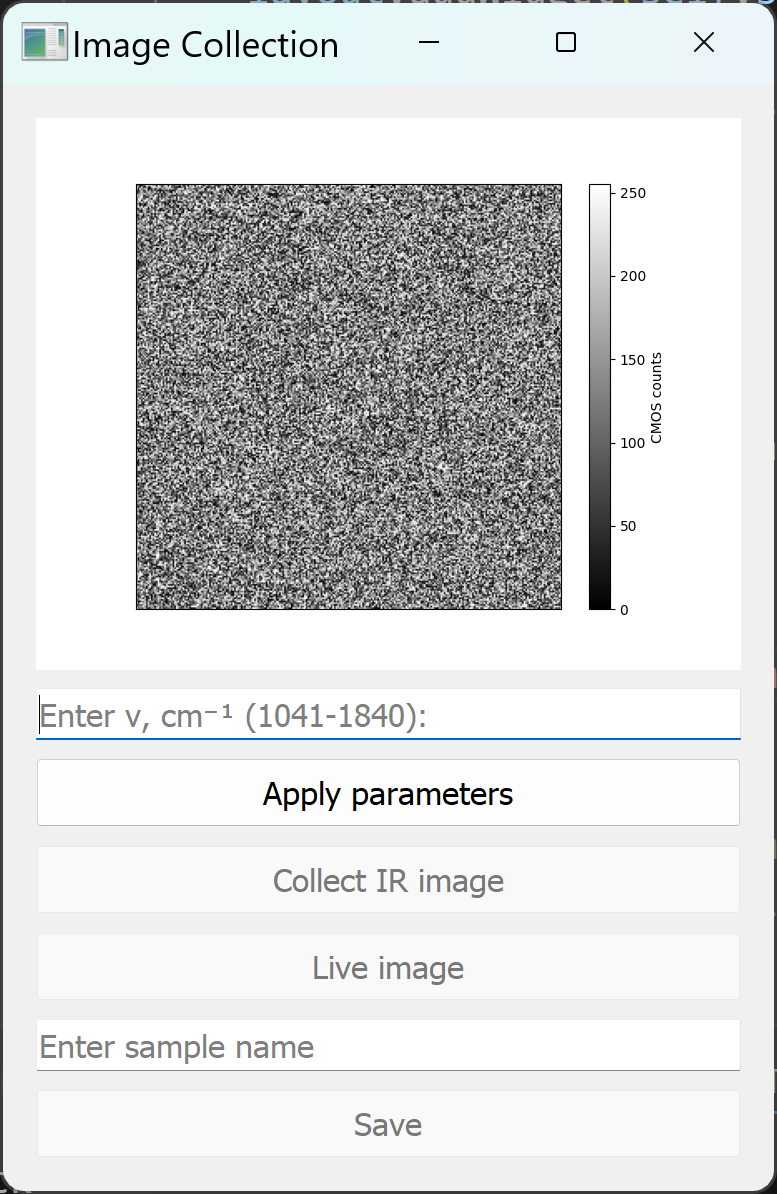 Image Collection
250
200
150
100
50
0
CMOS counts
Enter v, cm⁻¹ (1041-1840):
Apply parameters
Collect IR image
Live image
Enter sample name
Save